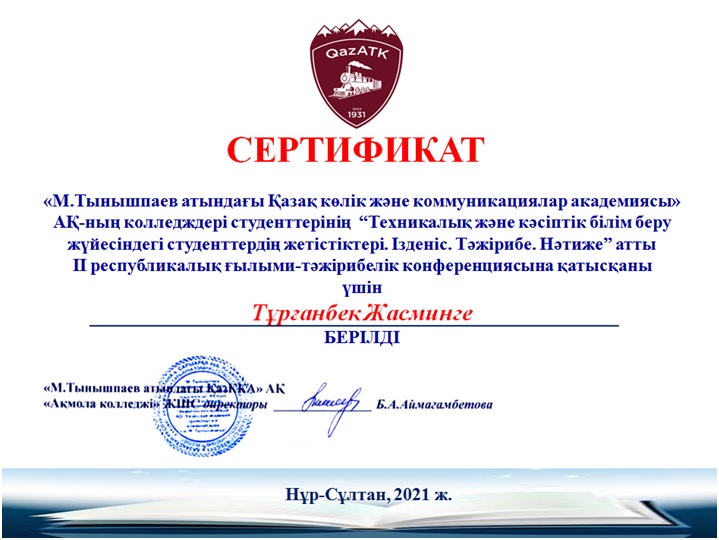 QazATK
since
1931
СЕРТИФИКАТ
«М.Тынышпаев атындағы Қазақ көлік және коммуникациялар академиясы»
АҚ-ның колледждері студенттерінің “Техникалық және кәсіптік білім беру
жүйесіндегі студенттердің жетістіктері. Ізденіс. Тәжірибе. Нәтиже” атты
II республикалық ғылыми-тәжірибелік конференциясына қатысқаны
үшін
Тұрғанбек Жасминге
БЕРІЛДІ
«М.Тынышпаев атындағы ҚазККА» АҚ
«Ақмола колледжі» ЖШС директоры Б.А.Аймагамбетова
Нұр-Сұлтан, 2021 ж.